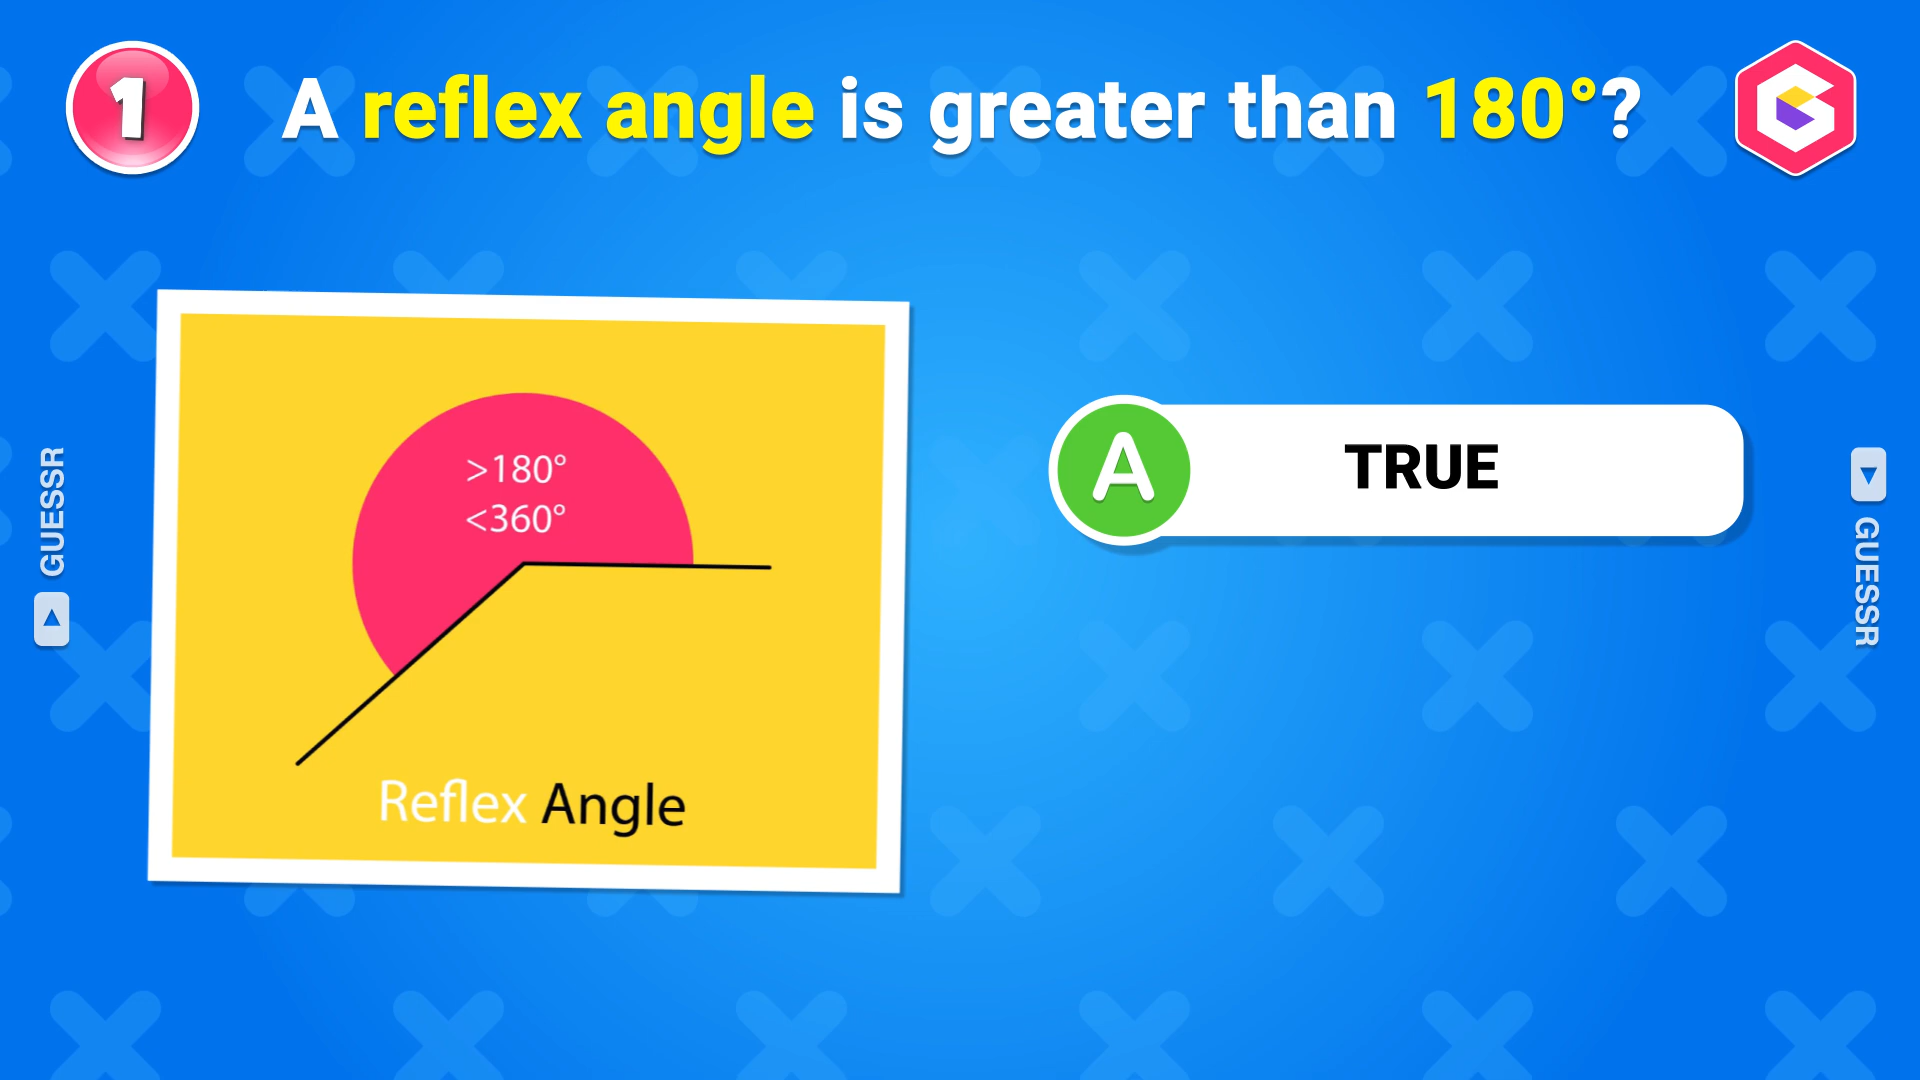 1
A reflex angle is greater than 180°?
>180°
<360°
Reflex Angle
A
TRUE
GUESSR
GUESSR